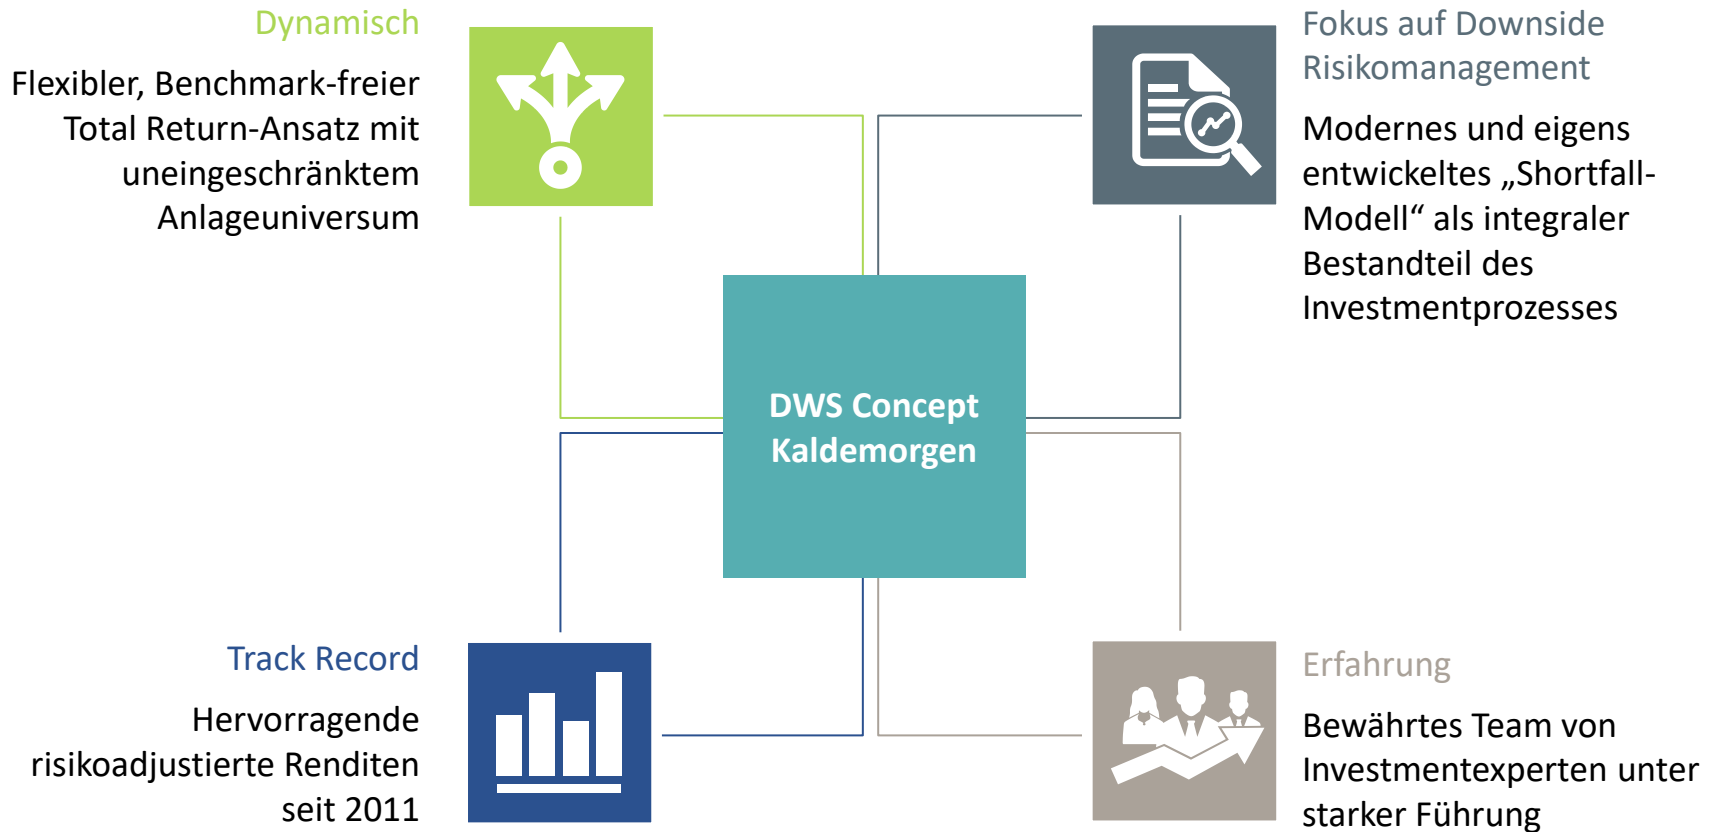 Dynamisch
Flexibler, Benchmark-freier
Total Return-Ansatz mit
uneingeschränktem
Anlageuniversum
Fokus auf Downside
Risikomanagement
Modernes und eigens
entwickeltes „Shortfall-
Modell“ als integraler
Bestandteil des
Investmentprozesses
DWS Concept
Kaldemorgen
Track Record
Hervorragende
risikoadjustierte Renditen
seit 2011
Erfahrung
Bewährtes Team von
Investmentexperten unter
starker Führung